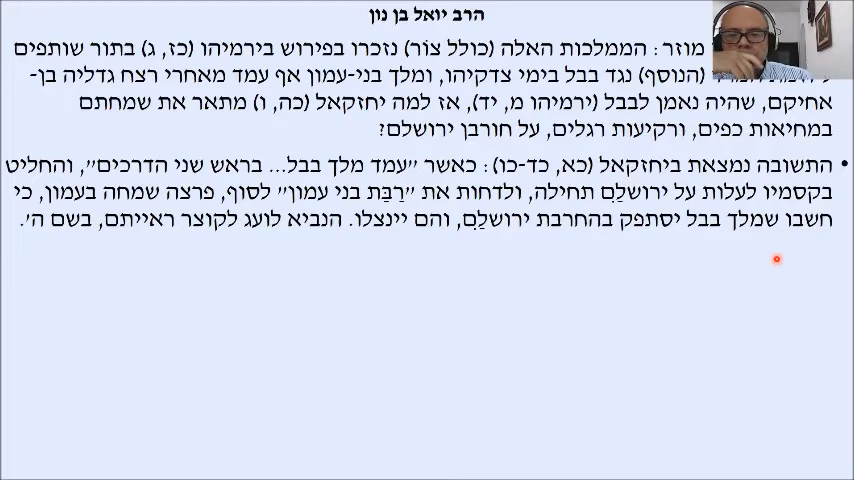 הרב יואל בן נון
מוזר: הממלכות האלה (כולל צוֹר) נזכרו בפירוש בירמיהו (כז, ג) בתור שותפים
(הנוסף) נגד בבל בימי צדקיהו, ומלך בני-עמון אף עמד מאחרי רצח גדליה בן-
אחיקם, שהיה נאמן לבבל (ירמיהו מ, יד), אז למה יחזקאל (כה, ו) מתאר את שמחתם
במחיאות כפים, ורקיעות רגלים, על חורבן ירושלם?
• התשובה נמצאת ביחזקאל (כא, כד-כו): כאשר "עמד מלך בבל... בראש שני הדרכים", והחליט
בקסמיו לעלות על ירושלַםִ תחילה, ולדחות את "רַבַּת בני עמון" לסוף, פרצה שמחה בעמון, כי
חשבו שמלך בבל יסתפק בהחרבת ירושלַםִ, והם יינצלו. הנביא לועג לקוצר ראייתם, בשם ה'.